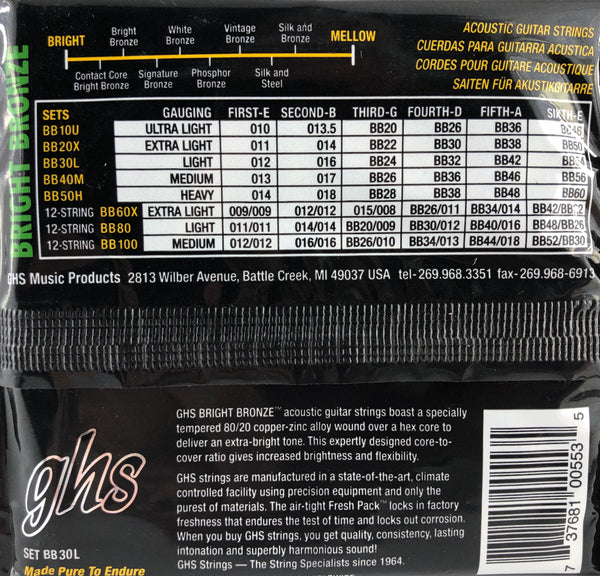 ACOUSTIC GUITAR STRINGS
CUERDAS PARA GUITARRA ACUSTICA
CORDES POUR GUITARE ACOUSTIQUE
SAITEN FÜR AKUSTIKGITARRE
BRIGHT Bright Bronze White Bronze Vintage Bronze Silk and Bronze MELLOW
Contact Core Bright Bronze Signature Bronze Phosphor Bronze Silk and Steel
BRIGHT BRONZE
SETS GAUGING FIRST-E SECOND-B THIRD-G FOURTH-D FIFTH-A SIXTH-E
BB10U ULTRA LIGHT 010 013.5 BB20 BB26 BB36 BB46
BB20X EXTRA LIGHT 011 014 BB22 BB30 BB38 BB50
BB30L LIGHT 012 016 BB24 BB32 BB42 BB54
BB40M MEDIUM 013 017 BB26 BB36 BB46 BB56
BB50H HEAVY 014 018 BB28 BB38 BB48 BB60
12-STRING BB60X EXTRA LIGHT 009/009 012/012 015/008 BB26/011 BB34/014 BB42/BB22
12-STRING BB80 LIGHT 011/011 014/014 BB20/009 BB30/012 BB40/016 BB48/BB26
12-STRING BB100 MEDIUM 012/012 016/016 BB26/010 BB34/013 BB44/018 BB52/BB30
GHS Music Products 2813 Wilber Avenue, Battle Creek, MI 49037 USA tel-269.968.3351 fax-269.968-6913
GHS BRIGHT BRONZE™ acoustic guitar strings boast a specially
tempered 80/20 copper-zinc alloy wound over a hex core to
deliver an extra-bright tone. This expertly designed core-to-
cover ratio gives increased brightness and flexibility.
GHS strings are manufactured in a state-of-the-art, climate
controlled facility using precision equipment and only the
purest of materials. The air-tight Fresh Pack™ locks in factory
freshness that endures the test of time and locks out corrosion.
When you buy GHS strings, you get quality, consistency, lasting
intonation and superbly harmonious sound!
GHS Strings — The String Specialists since 1964.
ghs
SET BB30L
Made Pure To Endure
7 37681 00553 5